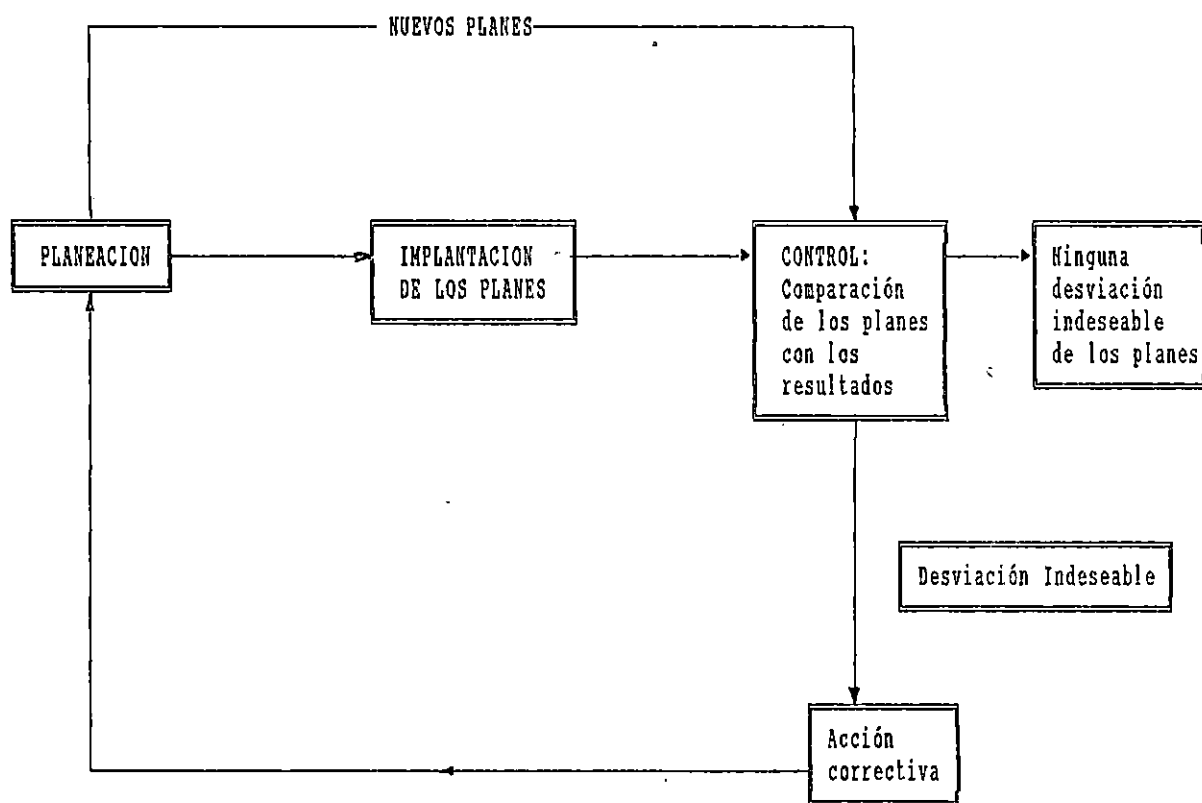 NUEVOS PLANES
PLANEACION
IMPLANTACION
DE LOS PLANES
CONTROL:
Comparación
de los planes
con los
resultados
Ninguna
desviación
indeseable
de los planes
Desviación Indeseable
Acción
correctiva